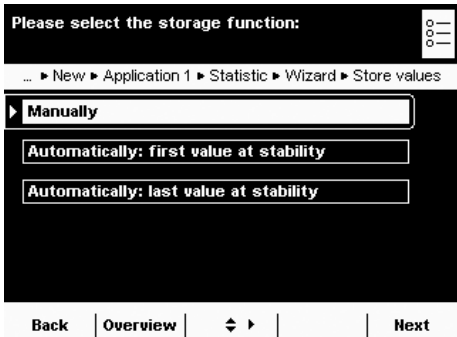 Please select the storage function:
... ▸ New ▸ Application 1 ▸ Statistic ▸ Wizard ▸ Store values
Manually
Automatically: first value at stability
Automatically: last value at stability
Back Overview Next